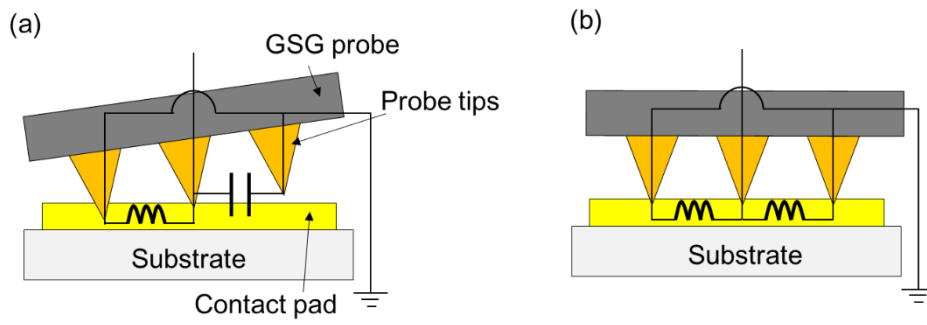 (a)
GSG probe
Probe tips
Substrate
Contact pad
(b)
Substrate